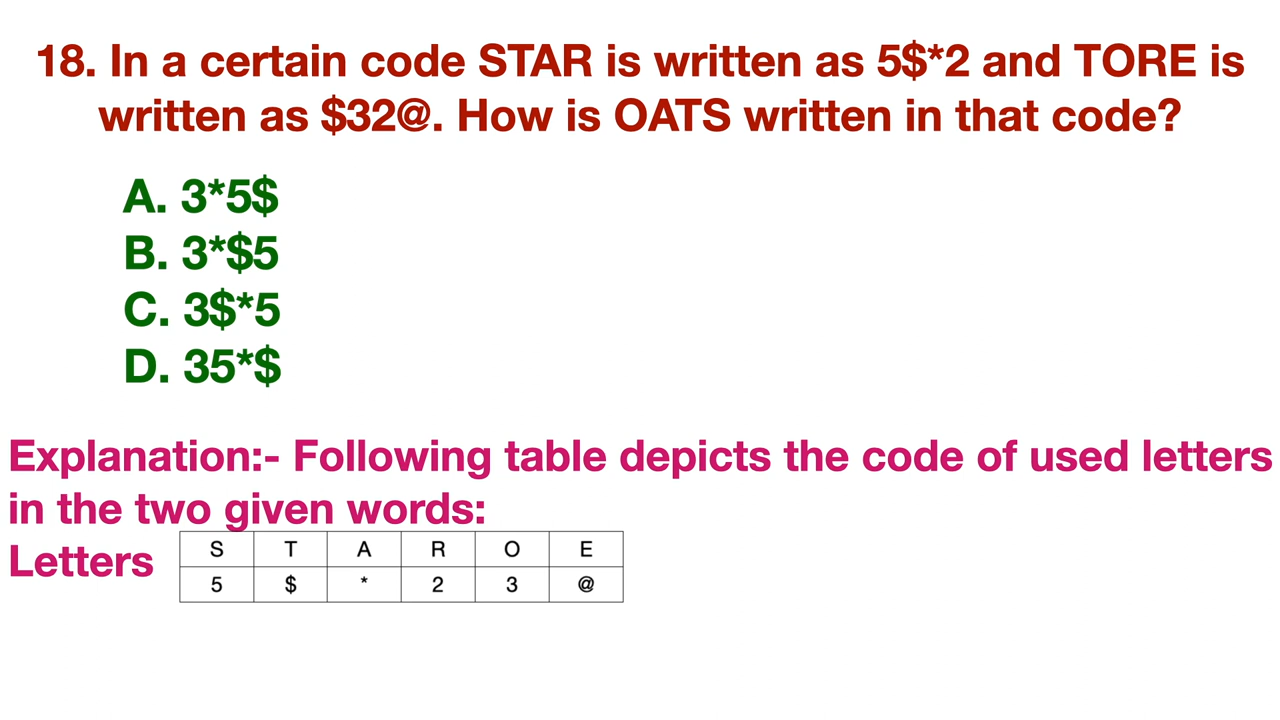 18. In a certain code STAR is written as 5$*2 and TORE is
written as $32@. How is OATS written in that code?
A. 3*5$
B. 3*$5
C. 3$*5
D. 35*$
Explanation:- Following table depicts the code of used letters
in the two given words:
Letters
S T A R O E
5 $ * 2 3 @